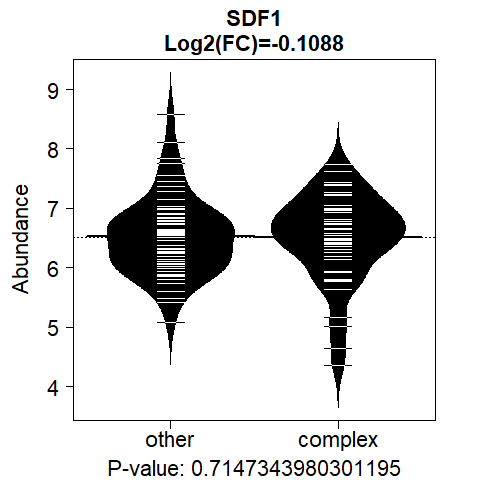 SDF1
Log2(FC)=-0.1088
Abundance
9
8
7
6
5
4
other complex
P-value: 0.7147343980301195